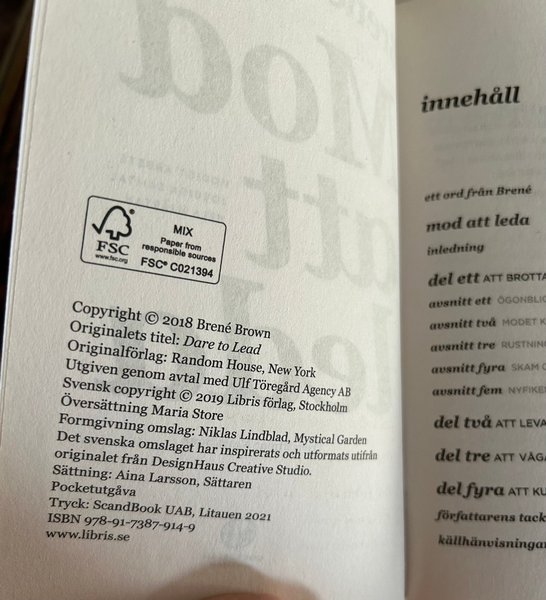 FSC
www.fsc.org
MIX
Paper from
responsible sources
FSC® C021394
Copyright © 2018 Brené Brown
Originalets titel: Dare to Lead
Originalförlag: Random House, New York
Utgiven genom avtal med Ulf Töregård Agency AB
Svensk copyright © 2019 Libris förlag, Stockholm
Översättning Maria Store
Formgivning omslag: Niklas Lindblad, Mystical Garden
Det svenska omslaget har inspirerats och utformats utifrån
originalet från DesignHaus Creative Studio.
Sättning: Aina Larsson, Sättaren
Pocketutgåva
Tryck: ScandBook UAB, Litauen 2021
ISBN 978-91-7387-914-9
www.libris.se
innehåll
ett ord från Brené
mod att leda
inledning
del ett ATT BROTTA
avsnitt ett ÖGONBLIC
avsnitt två MODET K
avsnitt tre RUSTNING
avsnitt fyra SKAM O
avsnitt fem NYFIKEN
del två ATT LEVA
del tre ATT VÅGA
del fyra ATT KU
författarens tack
källhänvisningar